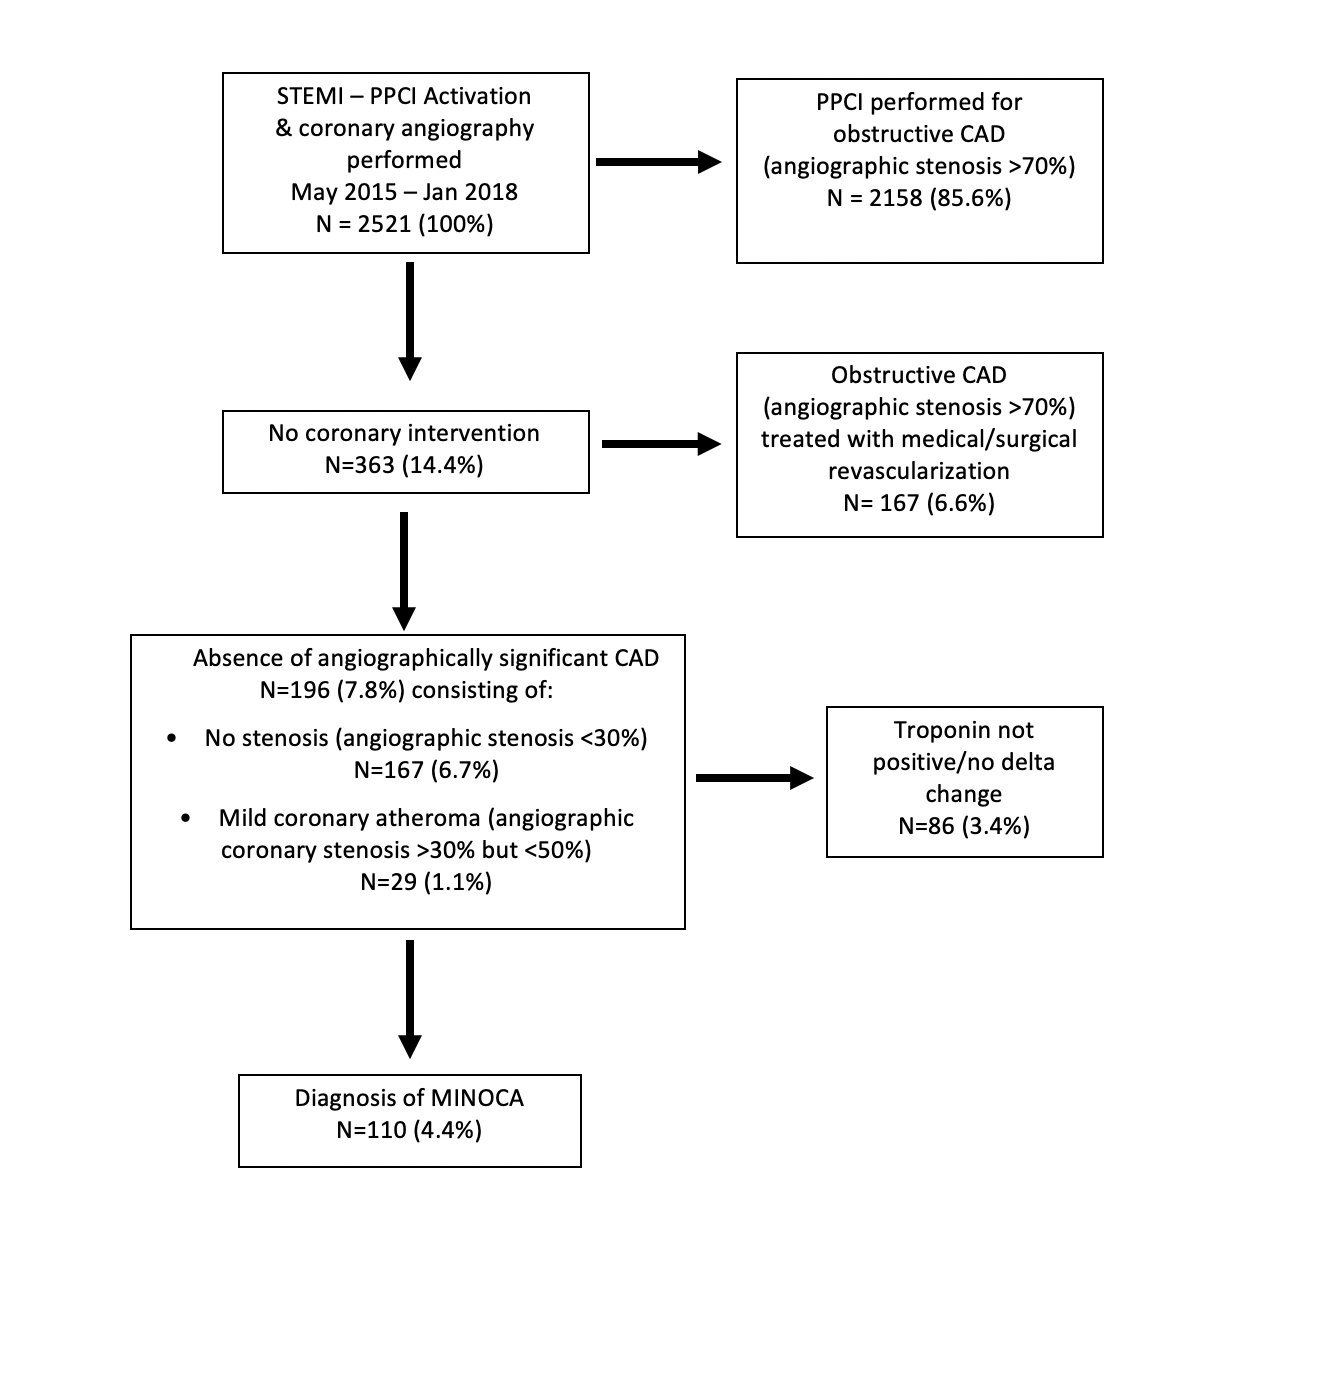 STEMI – PPCI Activation
& coronary angiography
performed
May 2015 – Jan 2018
N = 2521 (100%)
PPCI performed for
obstructive CAD
(angiographic stenosis >70%)
N = 2158 (85.6%)
No coronary intervention
N=363 (14.4%)
Obstructive CAD
(angiographic stenosis >70%)
treated with medical/surgical
revascularization
N= 167 (6.6%)
Absence of angiographically significant CAD
N=196 (7.8%) consisting of:
• No stenosis (angiographic stenosis <30%)
N=167 (6.7%)
• Mild coronary atheroma (angiographic
coronary stenosis >30% but <50%)
N=29 (1.1%)
Troponin not
positive/no delta
change
N=86 (3.4%)
Diagnosis of MINOCA
N=110 (4.4%)